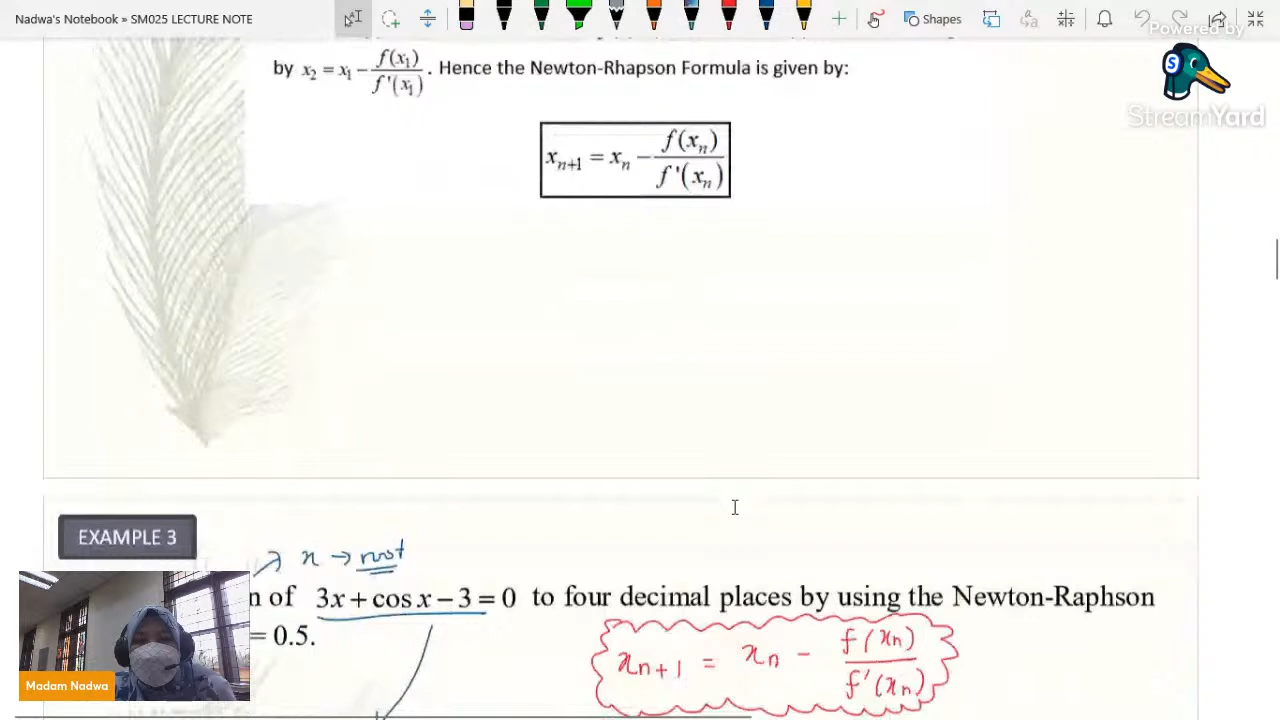 Nadwa's Notebook » SM025 LECTURE NOTE
Shapes
Powered by
StreamYard
by x₂ = x₁ − f(x₁)/f'(x₁). Hence the Newton-Rhapson Formula is given by:
xₙ₊₁ = xₙ − f(xₙ)/f'(xₙ)
EXAMPLE 3
x → root
of 3x + cos x − 3 = 0 to four decimal places by using the Newton-Raphson
= 0.5.
xₙ₊₁ = xₙ − f(xₙ)/f'(xₙ)
Madam Nadwa